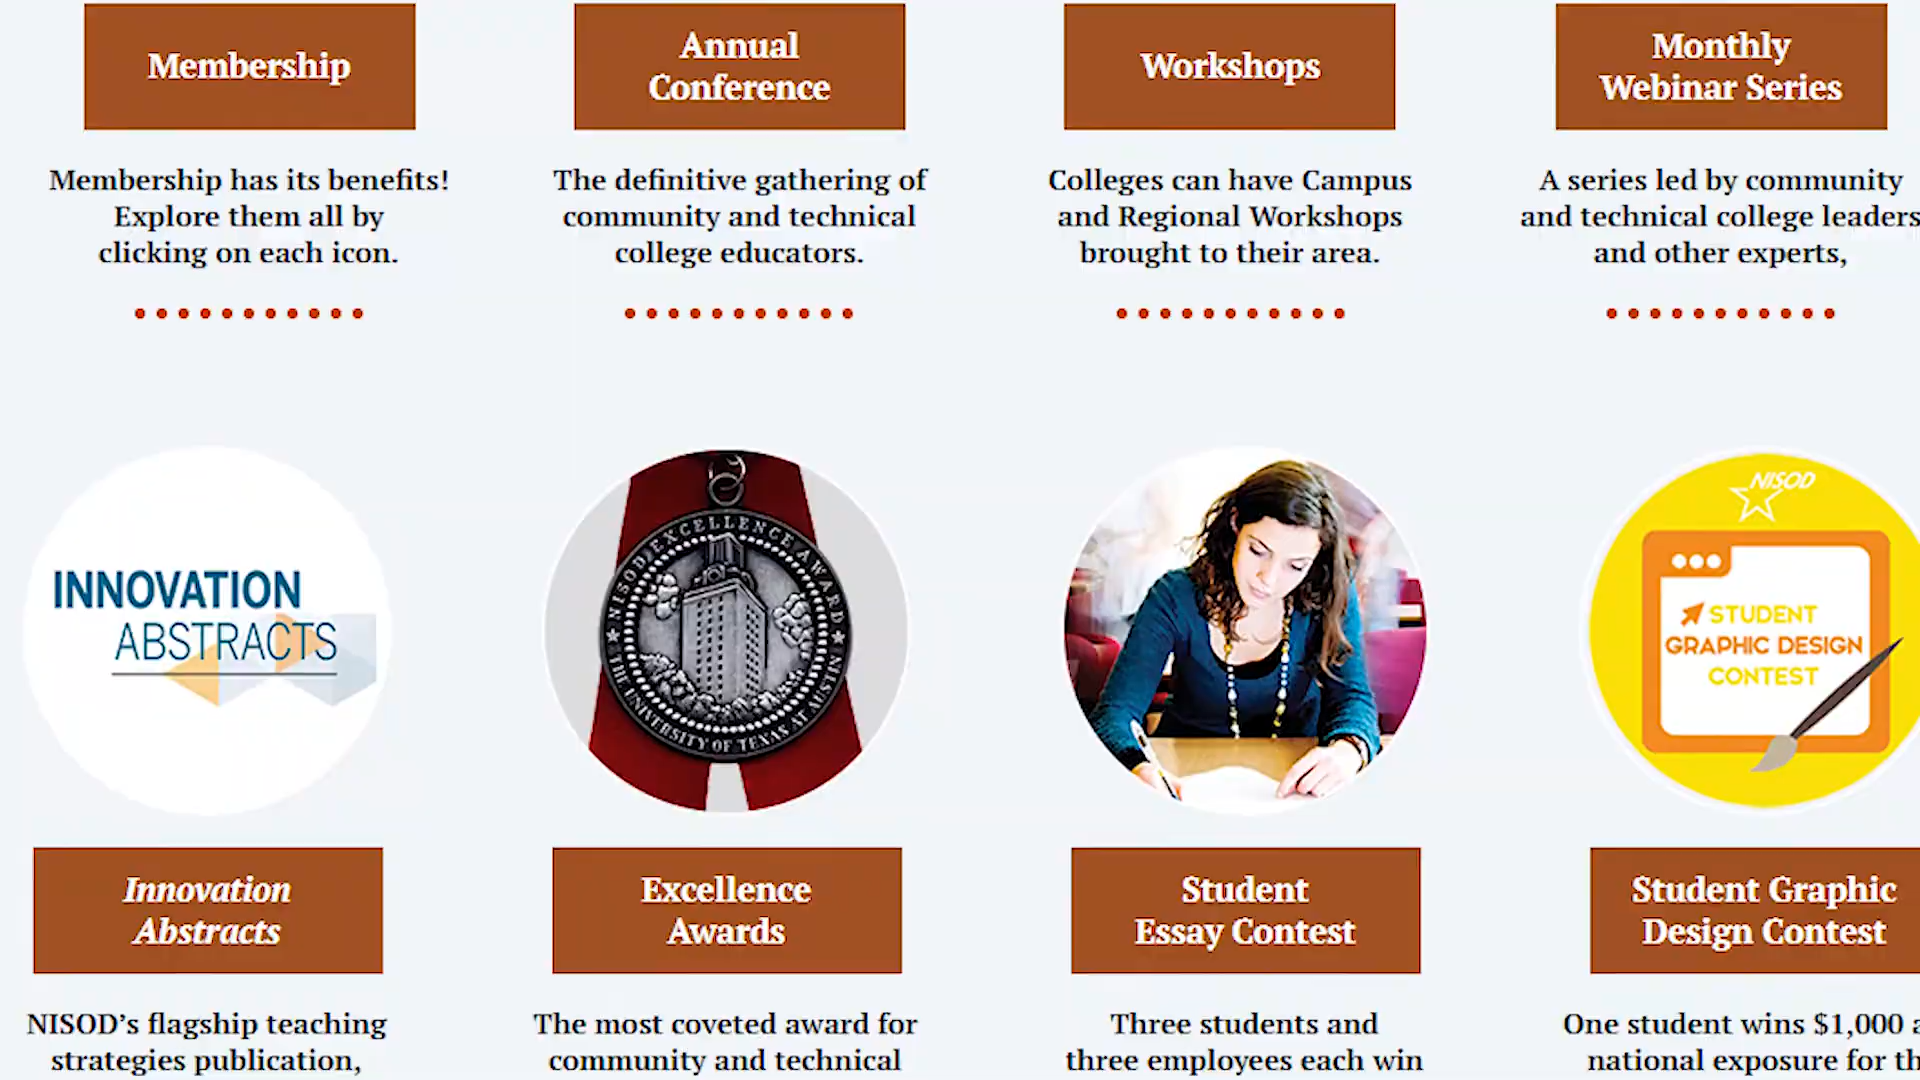 Membership
Annual
Conference
Workshops
Monthly
Webinar Series
Membership has its benefits!
Explore them all by
clicking on each icon.
The definitive gathering of
community and technical
college educators.
Colleges can have Campus
and Regional Workshops
brought to their area.
A series led by community
and technical college leaders
and other experts,
INNOVATION
ABSTRACTS
NISOD EXCELLENCE AWARD
THE UNIVERSITY OF TEXAS AT AUSTIN
NISOD
STUDENT
GRAPHIC DESIGN
CONTEST
Innovation
Abstracts
Excellence
Awards
Student
Essay Contest
Student Graphic
Design Contest
NISOD’s flagship teaching
strategies publication,
The most coveted award for
community and technical
Three students and
three employees each win
One student wins $1,000
national exposure for